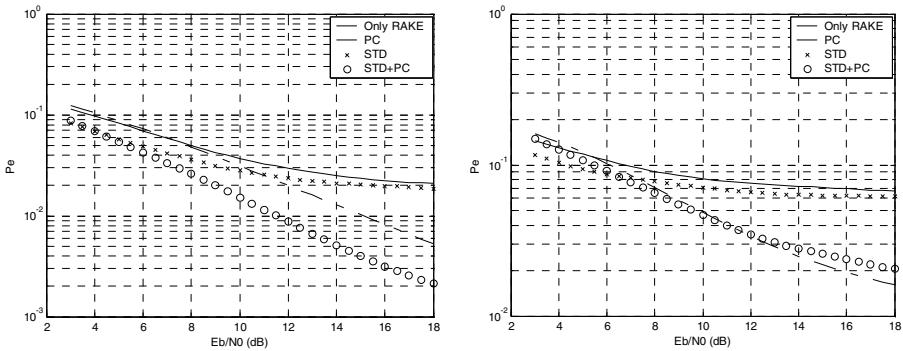 10^0
10^-1
10^-2
10^-3
Pe
2 4 6 8 10 12 14 16 18
Eb/N0 (dB)
Only RAKE
PC
STD
STD+PC
10^0
10^-1
10^-2
Pe
2 4 6 8 10 12 14 16 18
Eb/N0 (dB)
Only RAKE
PC
STD
STD+PC